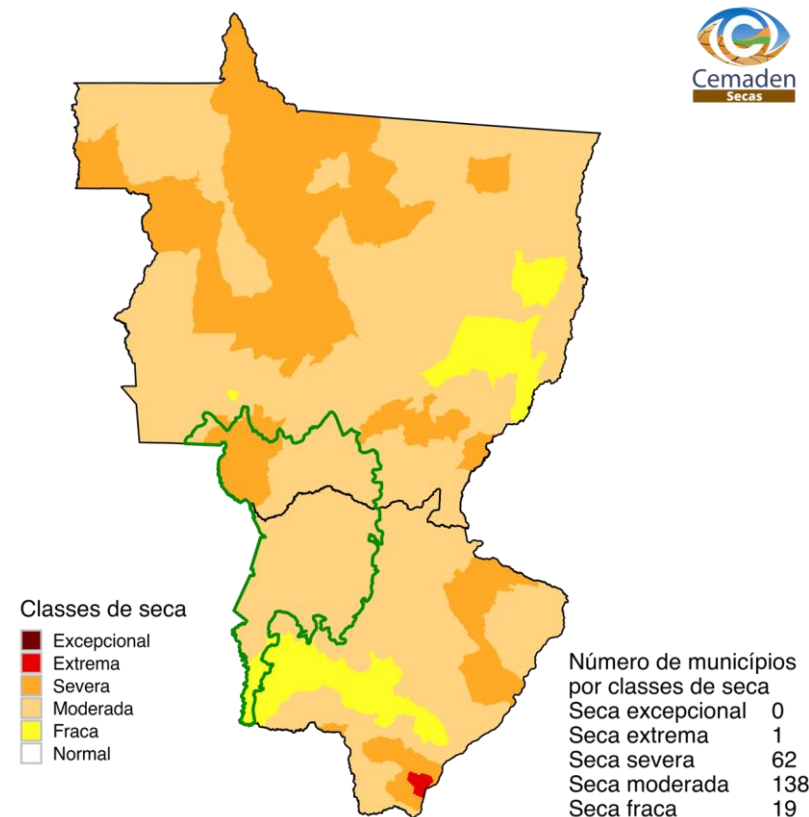 Cemaden
Secas
Classes de seca
Excepcional
Extrema
Severa
Moderada
Fraca
Normal
Número de municípios
por classes de seca
Seca excepcional 0
Seca extrema 1
Seca severa 62
Seca moderada 138
Seca fraca 19